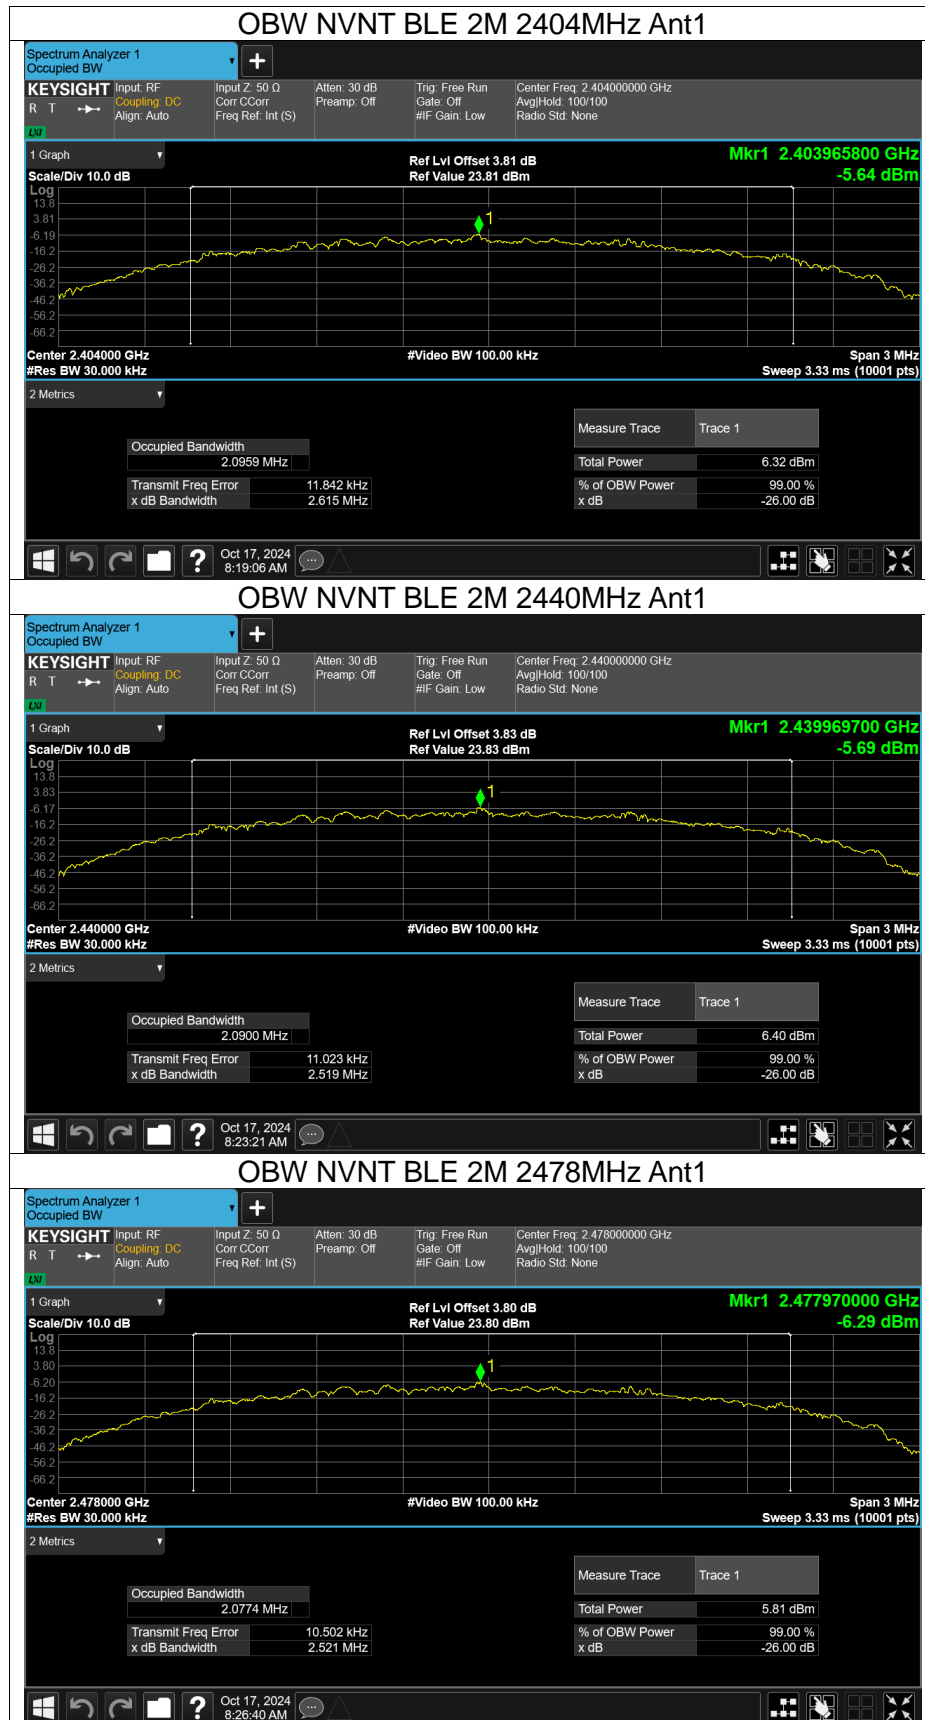 OBW NVNT BLE 2M 2404MHz Ant1
Spectrum Analyzer 1
Occupied BW
+
KEYSIGHT Input: RF Input Z: 50 Ω Atten: 30 dB Trig: Free Run Center Freq: 2.404000000 GHz
R T Coupling: DC Corr CCorr Preamp: Off Gate: Off Avg|Hold: 100/100
Align: Auto Freq Ref: Int (S) #IF Gain: Low Radio Std: None
LXI
1 Graph Ref Lvl Offset 3.81 dB Mkr1 2.403965800 GHz
Scale/Div 10.0 dB Ref Value 23.81 dBm -5.64 dBm
Log
13.8
3.81
1
-6.19
-16.2
-26.2
-36.2
-46.2
-56.2
-66.2
Center 2.404000 GHz #Video BW 100.00 kHz Span 3 MHz
#Res BW 30.000 kHz Sweep 3.33 ms (10001 pts)
2 Metrics
Measure Trace Trace 1
Occupied Bandwidth
2.0959 MHz Total Power 6.32 dBm
Transmit Freq Error 11.842 kHz % of OBW Power 99.00 %
x dB Bandwidth 2.615 MHz x dB -26.00 dB
? Oct 17, 2024
8:19:06 AM
OBW NVNT BLE 2M 2440MHz Ant1
Spectrum Analyzer 1
Occupied BW
+
KEYSIGHT Input: RF Input Z: 50 Ω Atten: 30 dB Trig: Free Run Center Freq: 2.440000000 GHz
R T Coupling: DC Corr CCorr Preamp: Off Gate: Off Avg|Hold: 100/100
Align: Auto Freq Ref: Int (S) #IF Gain: Low Radio Std: None
LXI
1 Graph Ref Lvl Offset 3.83 dB Mkr1 2.439969700 GHz
Scale/Div 10.0 dB Ref Value 23.83 dBm -5.69 dBm
Log
13.8
3.83
1
-6.17
-16.2
-26.2
-36.2
-46.2
-56.2
-66.2
Center 2.440000 GHz #Video BW 100.00 kHz Span 3 MHz
#Res BW 30.000 kHz Sweep 3.33 ms (10001 pts)
2 Metrics
Measure Trace Trace 1
Occupied Bandwidth
2.0900 MHz Total Power 6.40 dBm
Transmit Freq Error 11.023 kHz % of OBW Power 99.00 %
x dB Bandwidth 2.519 MHz x dB -26.00 dB
? Oct 17, 2024
8:23:21 AM
OBW NVNT BLE 2M 2478MHz Ant1
Spectrum Analyzer 1
Occupied BW
+
KEYSIGHT Input: RF Input Z: 50 Ω Atten: 30 dB Trig: Free Run Center Freq: 2.478000000 GHz
R T Coupling: DC Corr CCorr Preamp: Off Gate: Off Avg|Hold: 100/100
Align: Auto Freq Ref: Int (S) #IF Gain: Low Radio Std: None
LXI
1 Graph Ref Lvl Offset 3.80 dB Mkr1 2.477970000 GHz
Scale/Div 10.0 dB Ref Value 23.80 dBm -6.29 dBm
Log
13.8
3.80
1
-6.20
-16.2
-26.2
-36.2
-46.2
-56.2
-66.2
Center 2.478000 GHz #Video BW 100.00 kHz Span 3 MHz
#Res BW 30.000 kHz Sweep 3.33 ms (10001 pts)
2 Metrics
Measure Trace Trace 1
Occupied Bandwidth
2.0774 MHz Total Power 5.81 dBm
Transmit Freq Error 10.502 kHz % of OBW Power 99.00 %
x dB Bandwidth 2.521 MHz x dB -26.00 dB
? Oct 17, 2024
8:26:40 AM